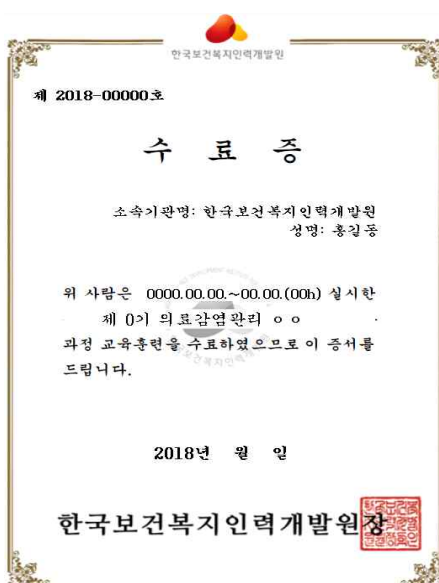 한국보건복지인력개발원
제 2018-00000호
수 료 증
소속기관명: 한국보건복지인력개발원
성명: 홍길동
위 사람은 0000.00.00.~00.00.(00h) 실시한
제 0기 의료감염관리 ㅇㅇ
과정 교육훈련을 수료하였으므로 이 증서를
드립니다.
2018년 월 일
한국보건복지인력개발원장